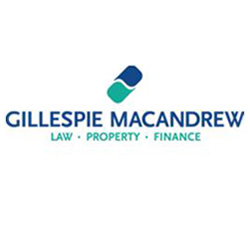 GILLESPIE MACANDREW
LAW · PROPERTY · FINANCE